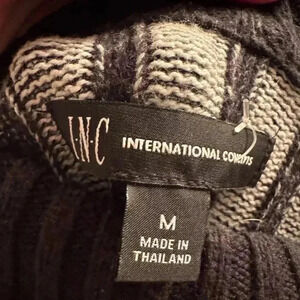 I·N·C
INTERNATIONAL CONCEPTS
M
MADE IN
THAILAND